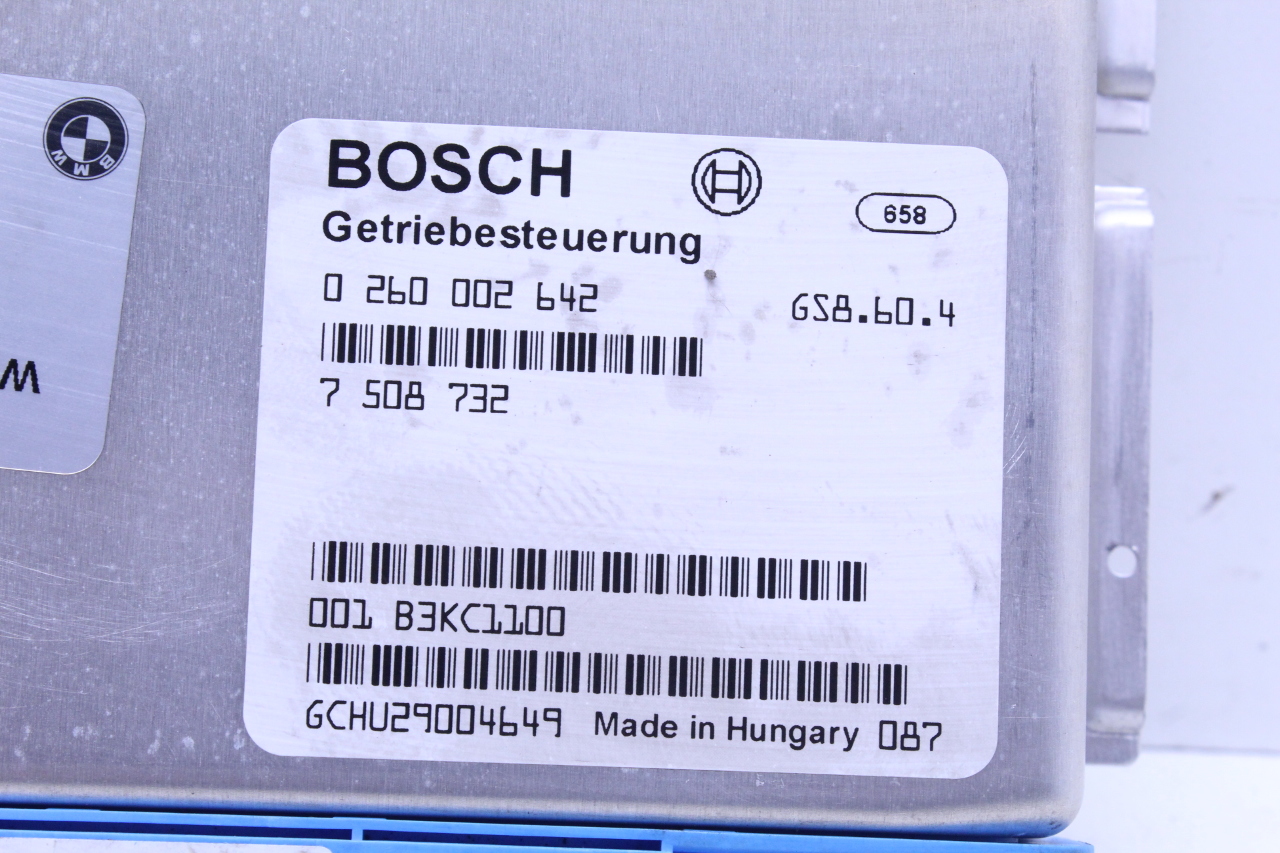 BMW
W
BOSCH
658
Getriebesteuerung
0 260 002 642 GS8.60.4
7 508 732
001 B3KC1100
GCHU29004649 Made in Hungary 087